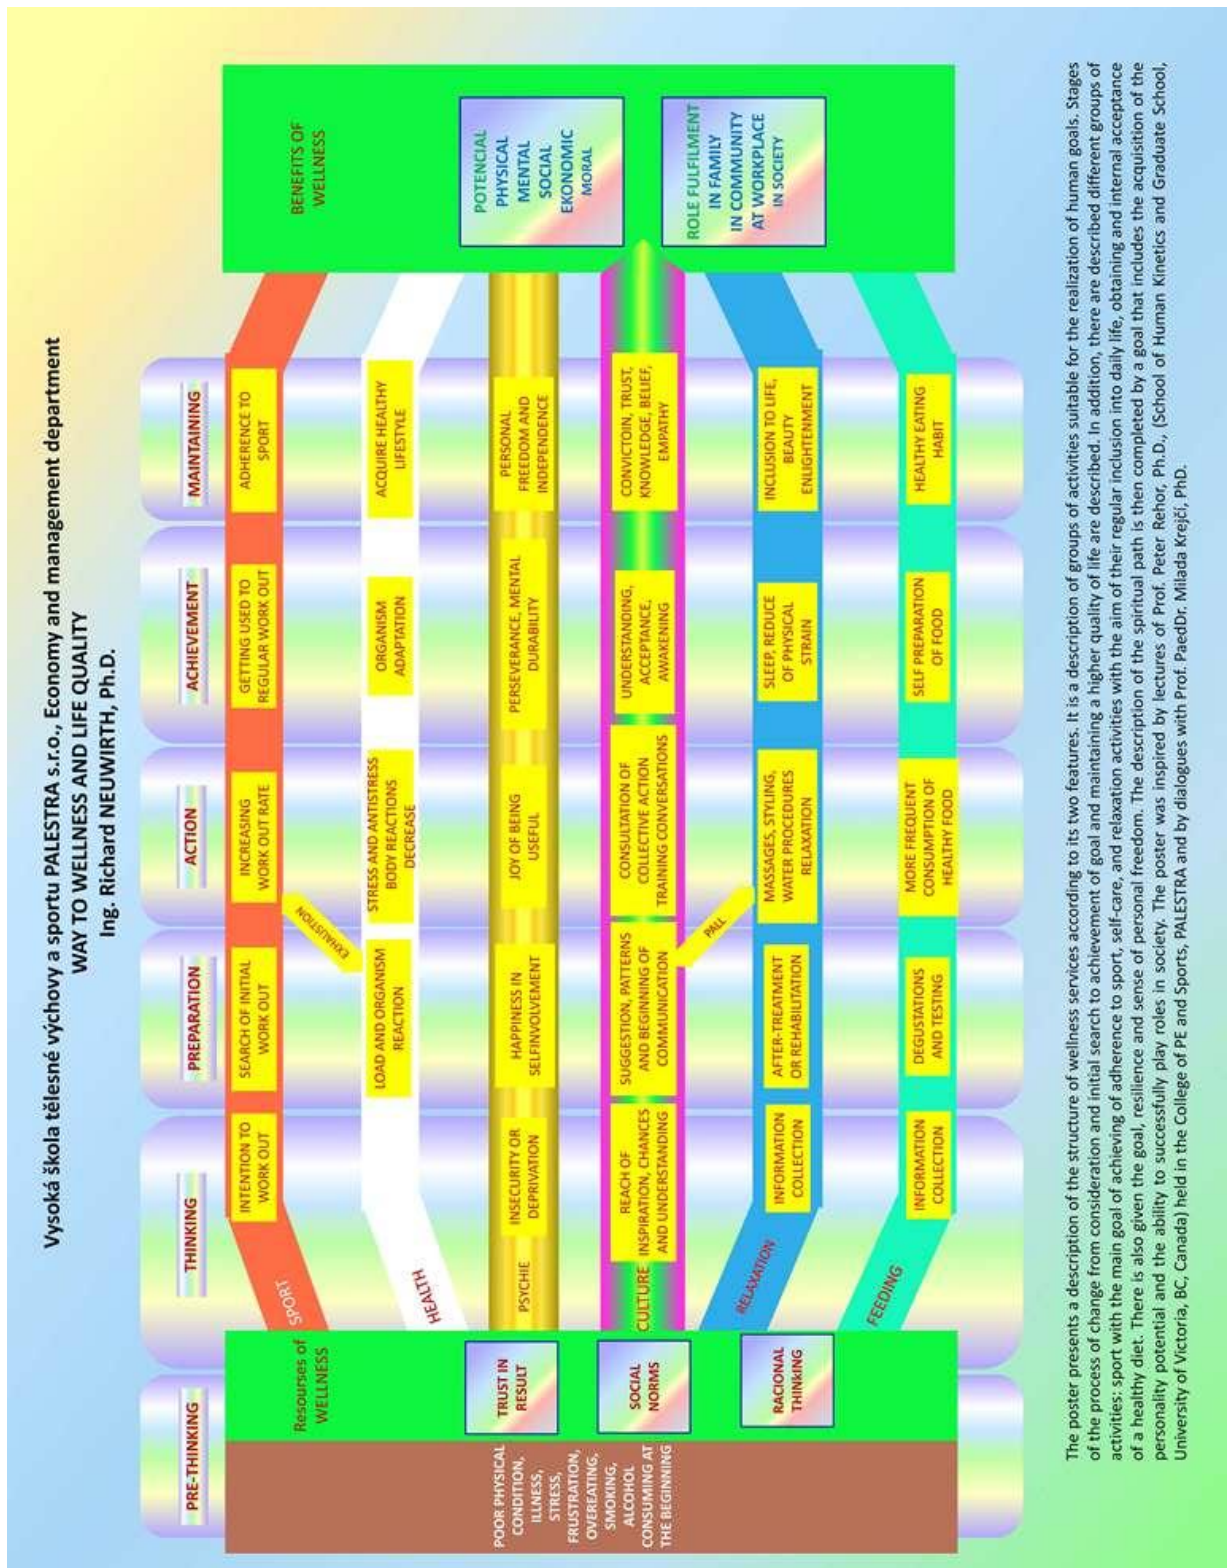 Vysoká škola tělesné výchovy a sportu PALESTRA s.r.o., Economy and management department
WAY TO WELLNESS AND LIFE QUALITY
Ing. Richard NEUWIRTH, Ph.D.
PRE-THINKING
THINKING
PREPARATION
ACTION
ACHIEVEMENT
MAINTAINING
POOR PHYSICAL
CONDITION,
ILLNESS,
STRESS,
FRUSTRATION,
OVEREATING,
SMOKING,
ALCOHOL
CONSUMING AT
THE BEGINNING
Resourses of
WELLNESS
TRUST IN
RESULT
SOCIAL
NORMS
RACIONAL
THINkING
SPORT
INTENTION TO
WORK OUT
SEARCH OF INITIAL
WORK OUT
INCREASING
WORK OUT RATE
GETTING USED TO
REGULAR WORK OUT
ADHERENCE TO
SPORT
EXHAUSTION
HEALTH
LOAD AND ORGANISM
REACTION
STRESS AND ANTISTRESS
BODY REACTIONS
DECREASE
ORGANISM
ADAPTATION
ACQUIRE HEALTHY
LIFESTYLE
PSYCHIE
INSECURITY OR
DEPRIVATION
HAPPINESS IN
SELFINVOLVEMENT
JOY OF BEING
USEFUL
PERSEVERANCE, MENTAL
DURABILITY
PERSONAL
FREEDOM AND
INDEPENDENCE
CULTURE
REACH OF
INSPIRATION, CHANCES
AND UNDERSTANDING
SUGGESTION, PATTERNS
AND BEGINNING OF
COMMUNICATION
CONSULTATION OF
COLLECTIVE ACTION
TRAINING CONVERSATIONS
UNDERSTANDING,
ACCEPTANCE,
AWAKENING
CONVICTOIN, TRUST,
KNOWLEDGE, BELIEF,
EMPATHY
PALL
RELAXATION
INFORMATION
COLLECTION
AFTER-TREATMENT
OR REHABILITATION
MASSAGES, STYLING,
WATER PROCEDURES
RELAXATION
SLEEP, REDUCE
OF PHYSICAL
STRAIN
INCLUSION TO LIFE,
BEAUTY
ENLIGHTENMENT
FEEDING
INFORMATION
COLLECTION
DEGUSTATIONS
AND TESTING
MORE FREQUENT
CONSUMPTION OF
HEALTHY FOOD
SELF PREPARATION
OF FOOD
HEALTHY EATING
HABIT
BENEFITS OF
WELLNESS
POTENCIAL
PHYSICAL
MENTAL
SOCIAL
EKONOMIC
MORAL
ROLE FULFILMENT
IN FAMILY
IN COMMUNITY
AT WORKPLACE
IN SOCIETY
The poster presents a description of the structure of wellness services according to its two features. It is a description of groups of activities suitable for the realization of human goals. Stages
of the process of change from consideration and initial search to achievement of goal and maintaining a higher quality of life are described. In addition, there are described different groups of
activities: sport with the main goal of achieving of adherence to sport, self-care, and relaxation activities with the aim of their regular inclusion into daily life, obtaining and internal acceptance
of a healthy diet. There is also given the goal, resilience and sense of personal freedom. The description of the spiritual path is then completed by a goal that includes the acquisition of the
personality potential and the ability to successfully play roles in society. The poster was inspired by lectures of Prof. Peter Rehor, Ph.D., (School of Human Kinetics and Graduate School,
University of Victoria, BC, Canada) held in the College of PE and Sports, PALESTRA and by dialogues with Prof. PaedDr. Milada Krejčí, PhD.